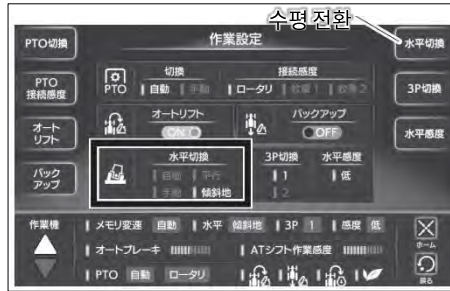 수평 전환
作業設定
PTO切換
水平切換
切換
接続感度
PTO
自動 手動
ロータリ 牧草1 牧草2
PTO
接続感度
3P切換
オートリフト
バックアップ
ON
OFF
オート
リフト
水平感度
水平切換
3P切換
水平感度
自動 平行
1
低
手動 傾斜地
2
バック
アップ
作業機
メモリ変速 自動
水平 傾斜地
3P 1
感度 低
オートブレーキ
ATシフト作業感度
ホーム
PTO 自動 ロータリ
戻る